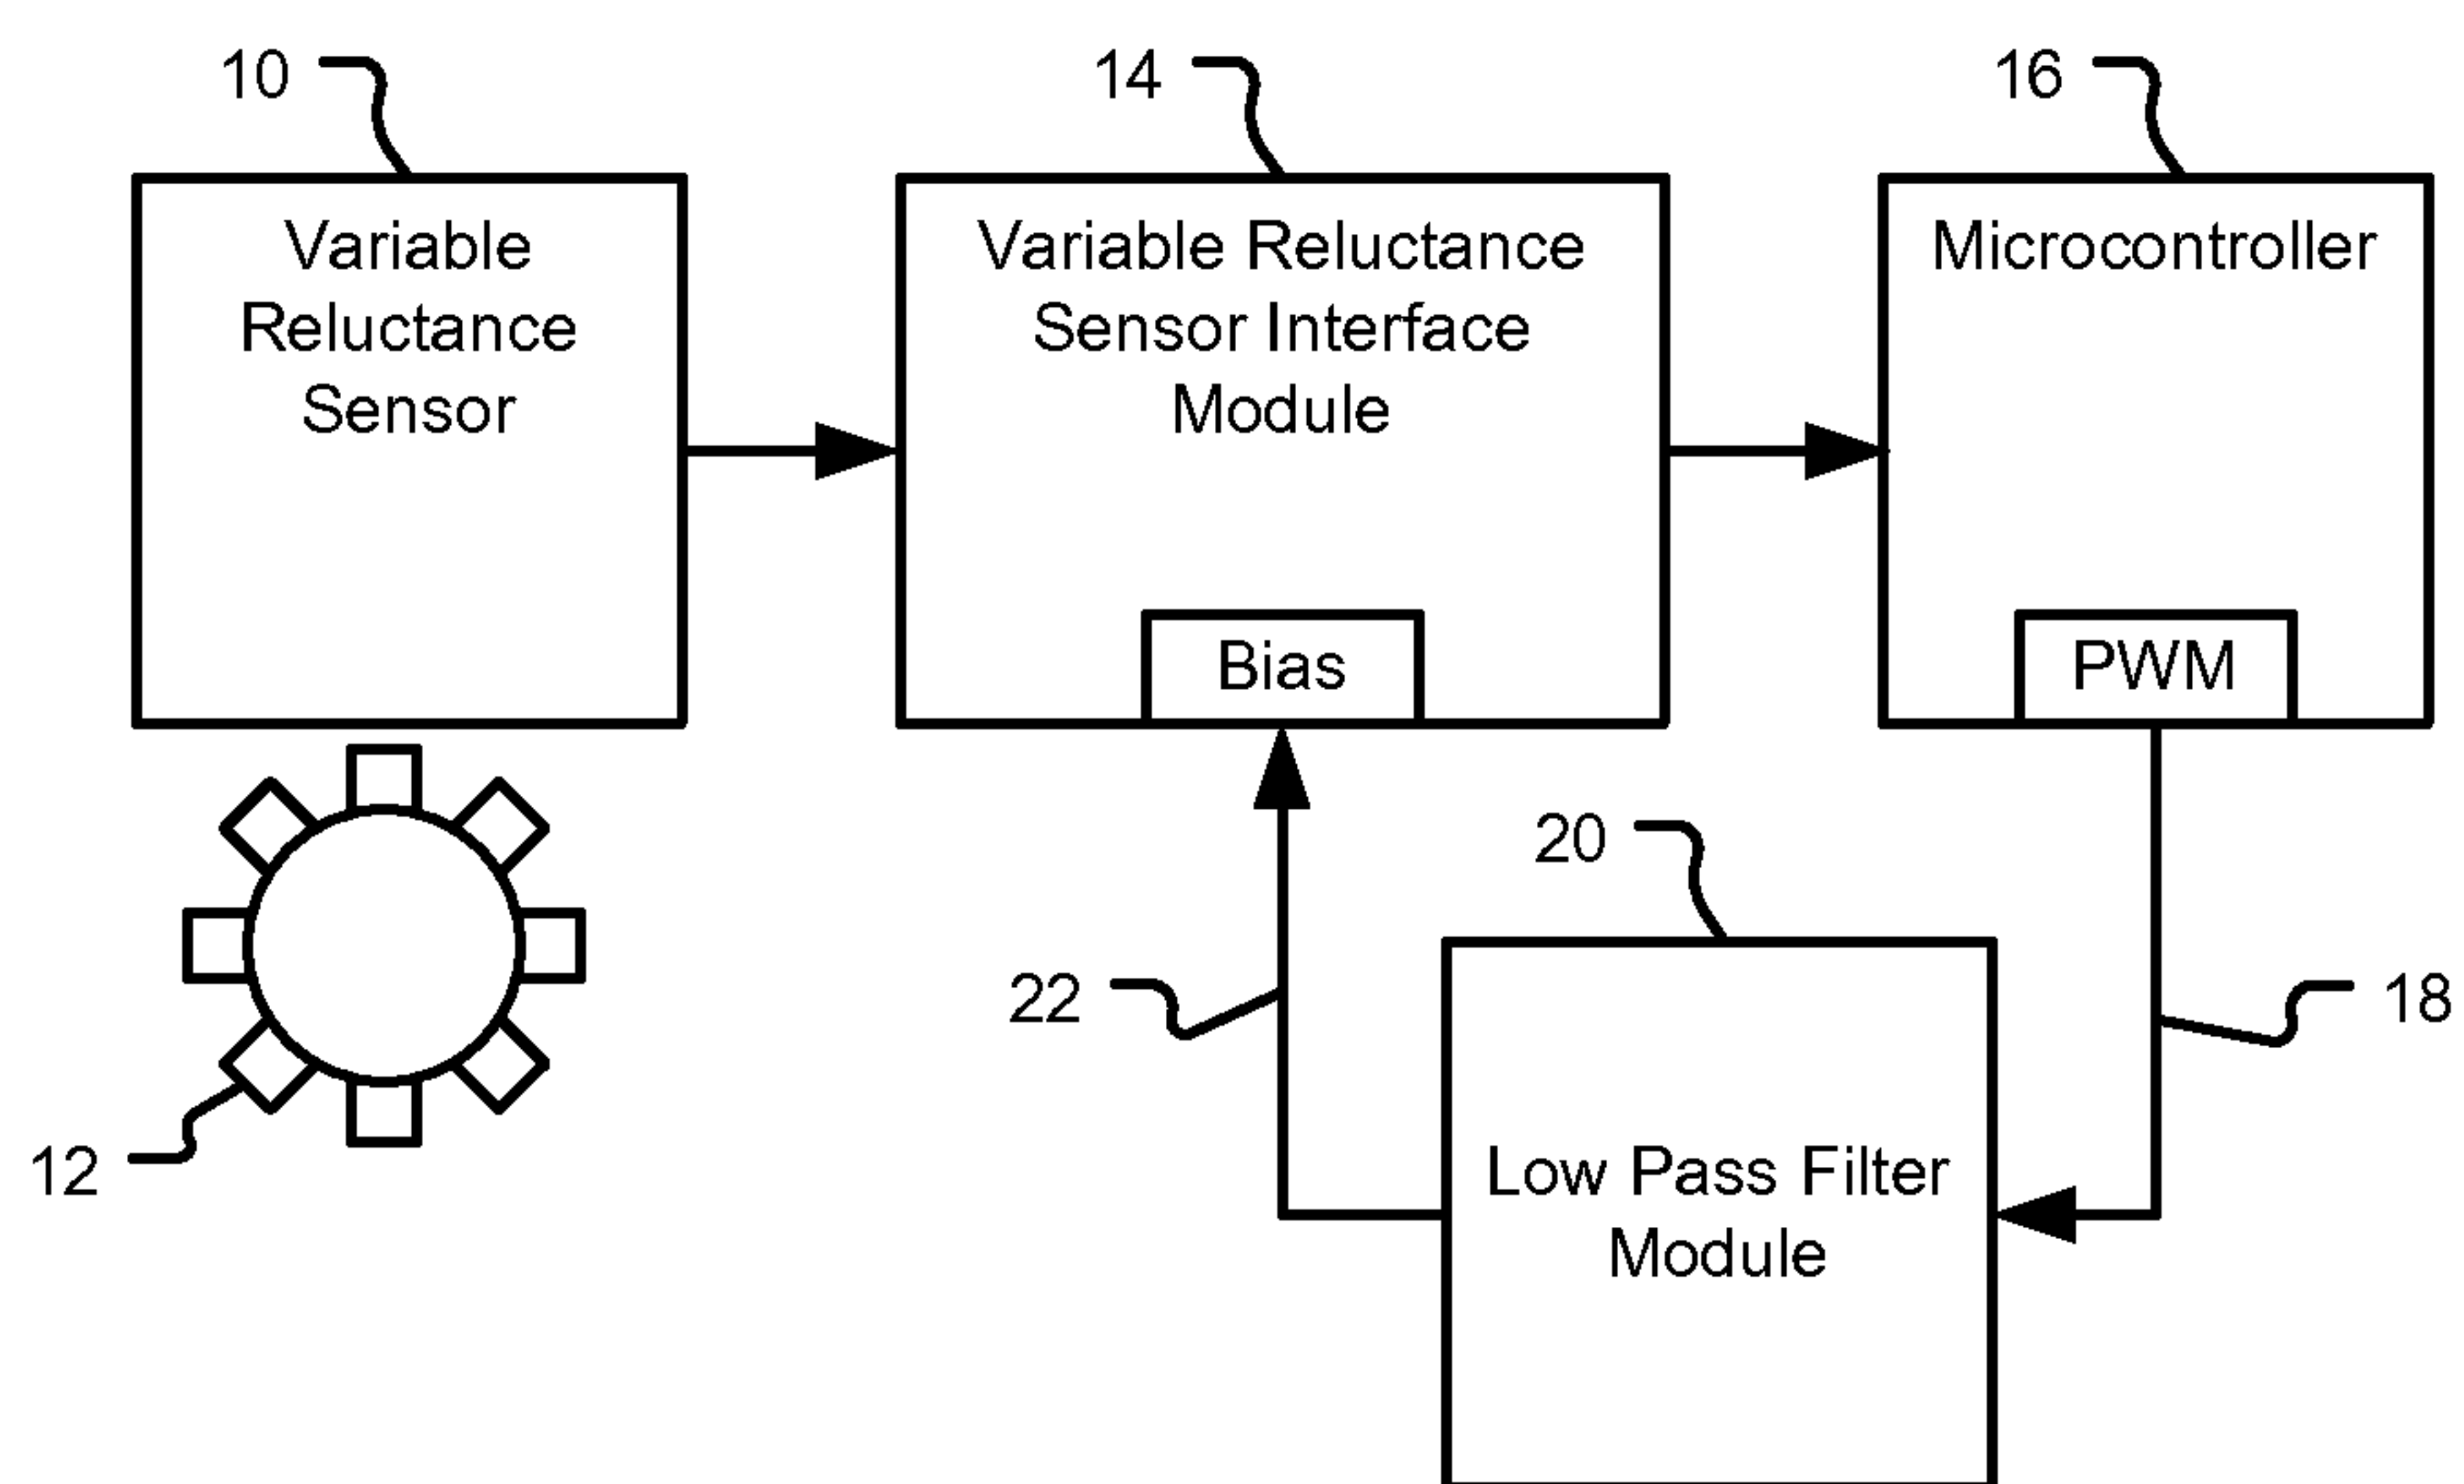 10
14
16
Variable
Reluctance
Sensor
Variable Reluctance
Sensor Interface
Module
Microcontroller
Bias
PWM
20
22
18
12
Low Pass Filter
Module